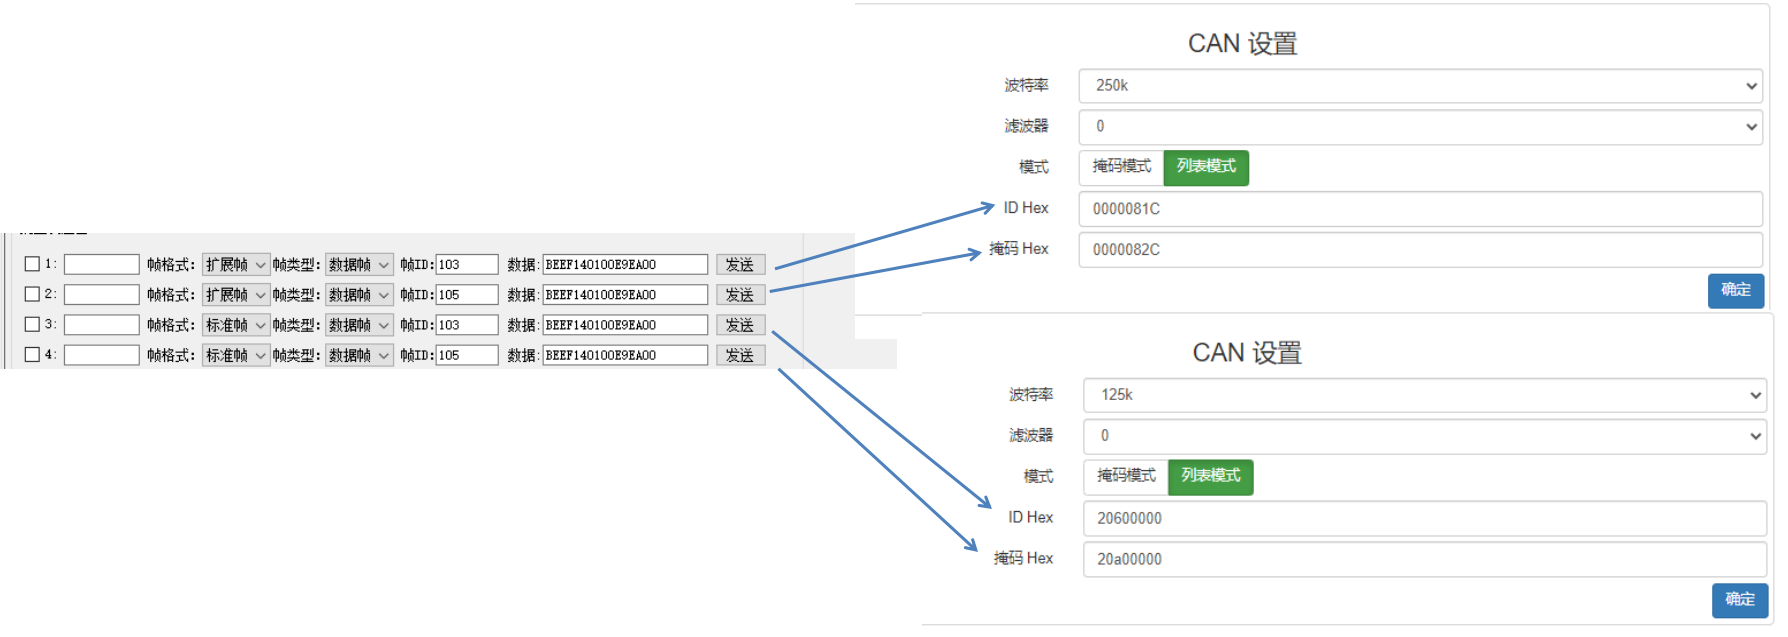 1: 帧格式: 扩展帧 帧类型: 数据帧 帧ID: 103 数据: BEEF140100E9EA00 发送
2: 帧格式: 扩展帧 帧类型: 数据帧 帧ID: 105 数据: BEEF140100E9EA00 发送
3: 帧格式: 标准帧 帧类型: 数据帧 帧ID: 103 数据: BEEF140100E9EA00 发送
4: 帧格式: 标准帧 帧类型: 数据帧 帧ID: 105 数据: BEEF140100E9EA00 发送
CAN 设置
波特率 250k
滤波器 0
模式 掩码模式 列表模式
ID Hex 0000081C
掩码 Hex 0000082C
确定
CAN 设置
波特率 125k
滤波器 0
模式 掩码模式 列表模式
ID Hex 20600000
掩码 Hex 20a00000
确定